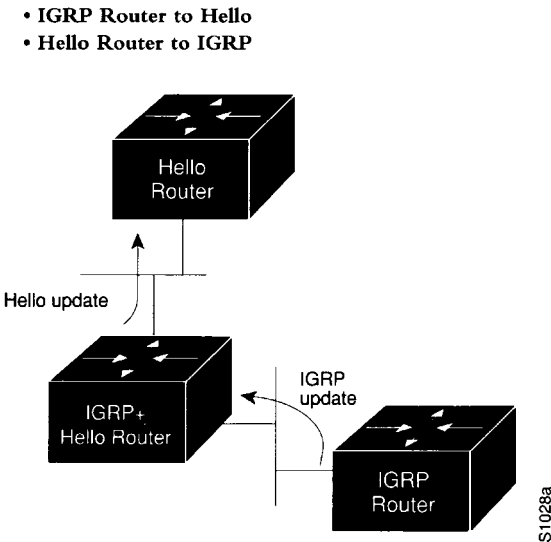 • IGRP Router to Hello
• Hello Router to IGRP
Hello
Router
Hello update
IGRP
update
IGRP+
Hello Router
IGRP
Router
S1028a